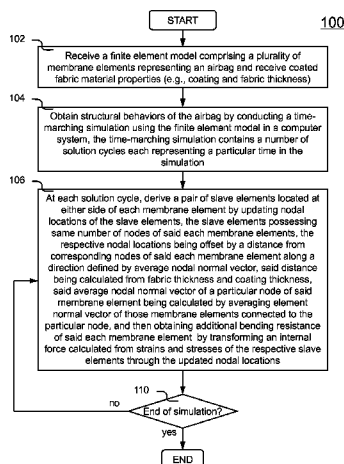 START
100
102
Receive a finite element model comprising a plurality of
membrane elements representing an airbag and receive coated
fabric material properties (e.g., coating and fabric thickness)
104
Obtain structural behaviors of the airbag by conducting a time-
marching simulation using the finite element model in a computer
system, the time-marching simulation contains a number of
solution cycles each representing a particular time in the
simulation
106
At each solution cycle, derive a pair of slave elements located at
either side of each membrane element by updating nodal
locations of the slave elements, the slave elements possessing
same number of nodes of said each membrane elements, the
respective nodal locations being offset by a distance from
corresponding nodes of said each membrane element along a
direction defined by average nodal normal vector, said distance
being calculated from fabric thickness and coating thickness,
said average nodal normal vector of a particular node of said
membrane element being calculated by averaging element
normal vector of those membrane elements connected to the
particular node, and then obtaining additional bending resistance
of said each membrane element by transforming an internal
force calculated from strains and stresses of the respective slave
elements through the updated nodal locations
110
no
End of simulation?
yes
END